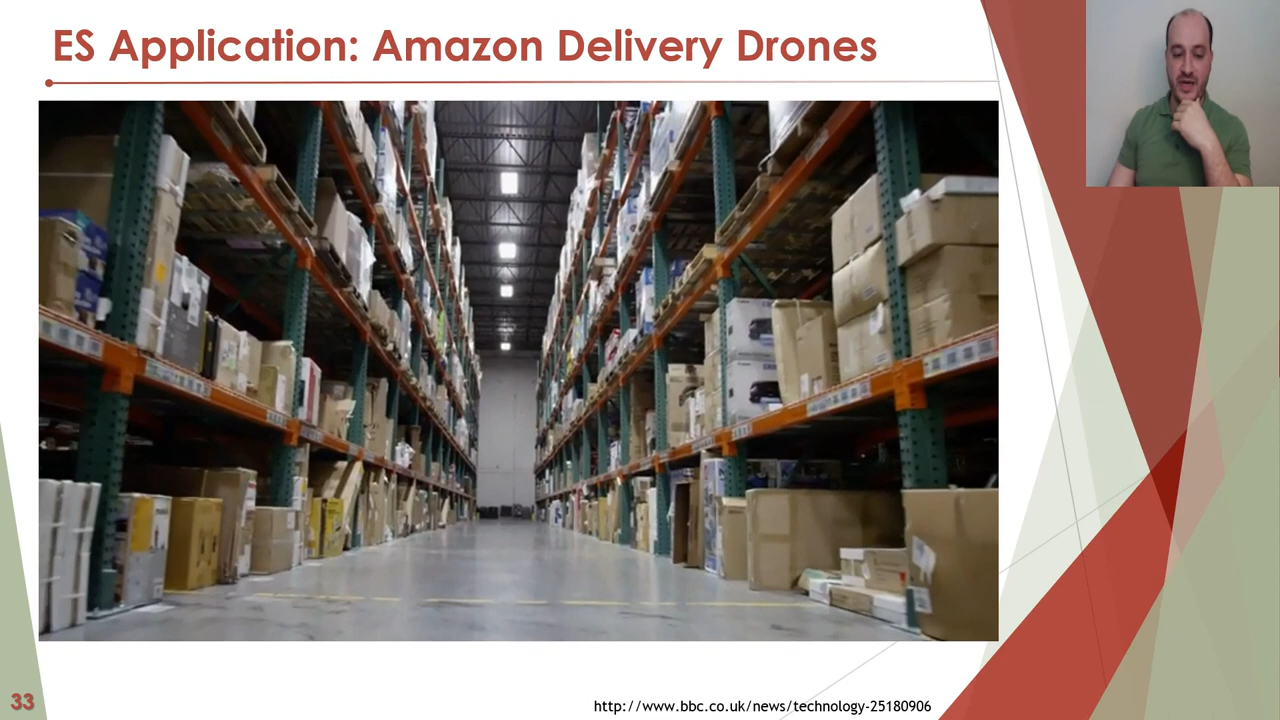 ES Application: Amazon Delivery Drones
33
http://www.bbc.co.uk/news/technology-25180906